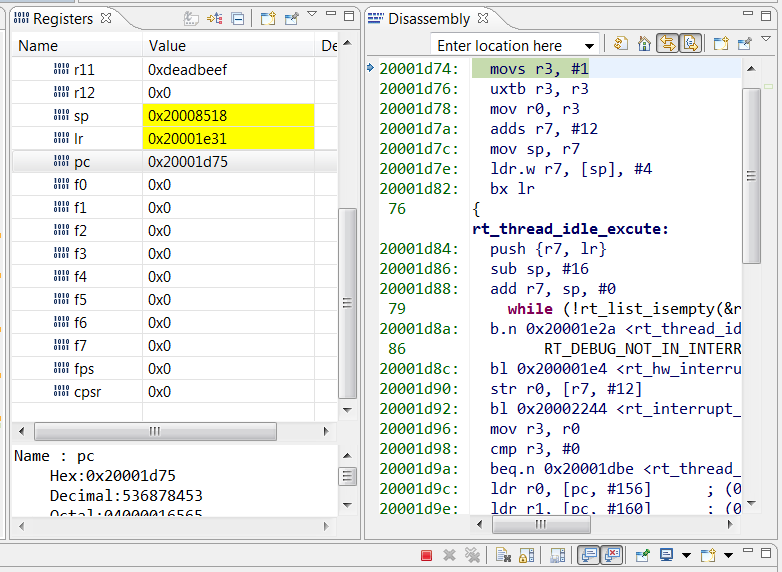 Registers
Name Value De
r11 0xdeadbeef
r12 0x0
sp 0x20008518
lr 0x20001e31
pc 0x20001d75
f0 0x0
f1 0x0
f2 0x0
f3 0x0
f4 0x0
f5 0x0
f6 0x0
f7 0x0
fps 0x0
cpsr 0x0
Name : pc
Hex:0x20001d75
Decimal:536878453
Octal:04000016565
Disassembly
Enter location here
20001d74: movs r3, #1
20001d76: uxtb r3, r3
20001d78: mov r0, r3
20001d7a: adds r7, #12
20001d7c: mov sp, r7
20001d7e: ldr.w r7, [sp], #4
20001d82: bx lr
76 {
rt_thread_idle_excute:
20001d84: push {r7, lr}
20001d86: sub sp, #16
20001d88: add r7, sp, #0
79 while (!rt_list_isempty(&r
20001d8a: b.n 0x20001e2a <rt_thread_id
86 RT_DEBUG_NOT_IN_INTERR
20001d8c: bl 0x200001e4 <rt_hw_interru
20001d90: str r0, [r7, #12]
20001d92: bl 0x20002244 <rt_interrupt_
20001d96: mov r3, r0
20001d98: cmp r3, #0
20001d9a: beq.n 0x20001dbe <rt_thread_
20001d9c: ldr r0, [pc, #156] ; (0
20001d9e: ldr r1, [pc, #160] ; (0